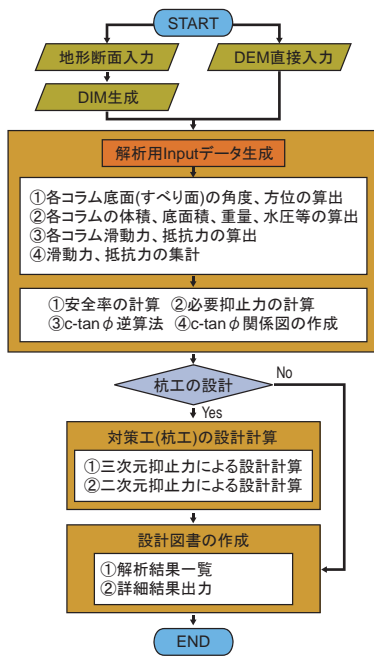 START
地形断面入力
DEM直接入力
DIM生成
解析用Inputデータ生成
①各コラム底面(すべり面)の角度、方位の算出
②各コラムの体積、底面積、重量、水圧等の算出
③各コラム滑動力、抵抗力の算出
④滑動力、抵抗力の集計
①安全率の計算 ②必要抑止力の計算
③c-tanφ逆算法 ④c-tanφ関係図の作成
杭工の設計
No
Yes
対策工(杭工)の設計計算
①三次元抑止力による設計計算
②二次元抑止力による設計計算
設計図書の作成
①解析結果一覧
②詳細結果出力
END